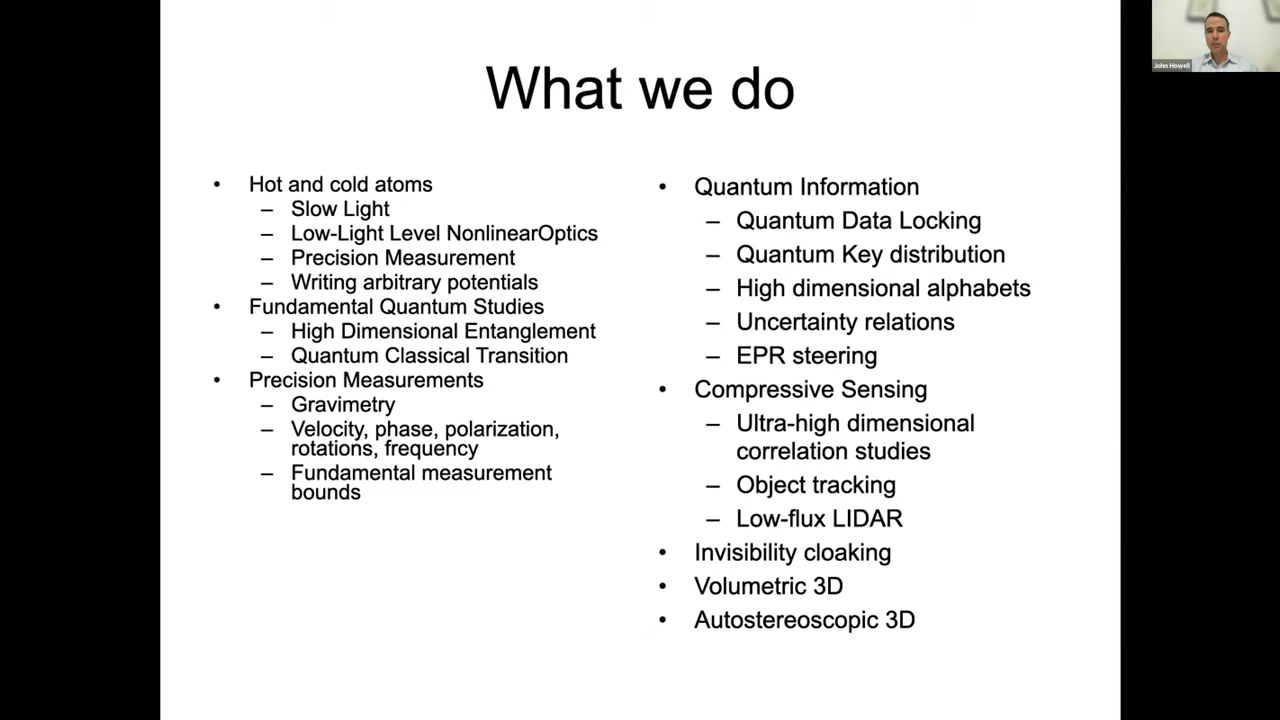 What we do
• Hot and cold atoms
– Slow Light
– Low-Light Level NonlinearOptics
– Precision Measurement
– Writing arbitrary potentials
• Fundamental Quantum Studies
– High Dimensional Entanglement
– Quantum Classical Transition
• Precision Measurements
– Gravimetry
– Velocity, phase, polarization,
rotations, frequency
– Fundamental measurement
bounds
• Quantum Information
– Quantum Data Locking
– Quantum Key distribution
– High dimensional alphabets
– Uncertainty relations
– EPR steering
• Compressive Sensing
– Ultra-high dimensional
correlation studies
– Object tracking
– Low-flux LIDAR
• Invisibility cloaking
• Volumetric 3D
• Autostereoscopic 3D
John Howell